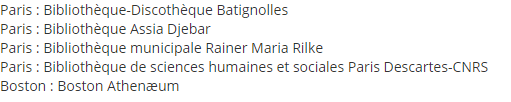 Paris : Bibliothèque-Discothèque Batignolles
Paris : Bibliothèque Assia Djebar
Paris : Bibliothèque municipale Rainer Maria Rilke
Paris : Bibliothèque de sciences humaines et sociales Paris Descartes-CNRS
Boston : Boston Athenæum